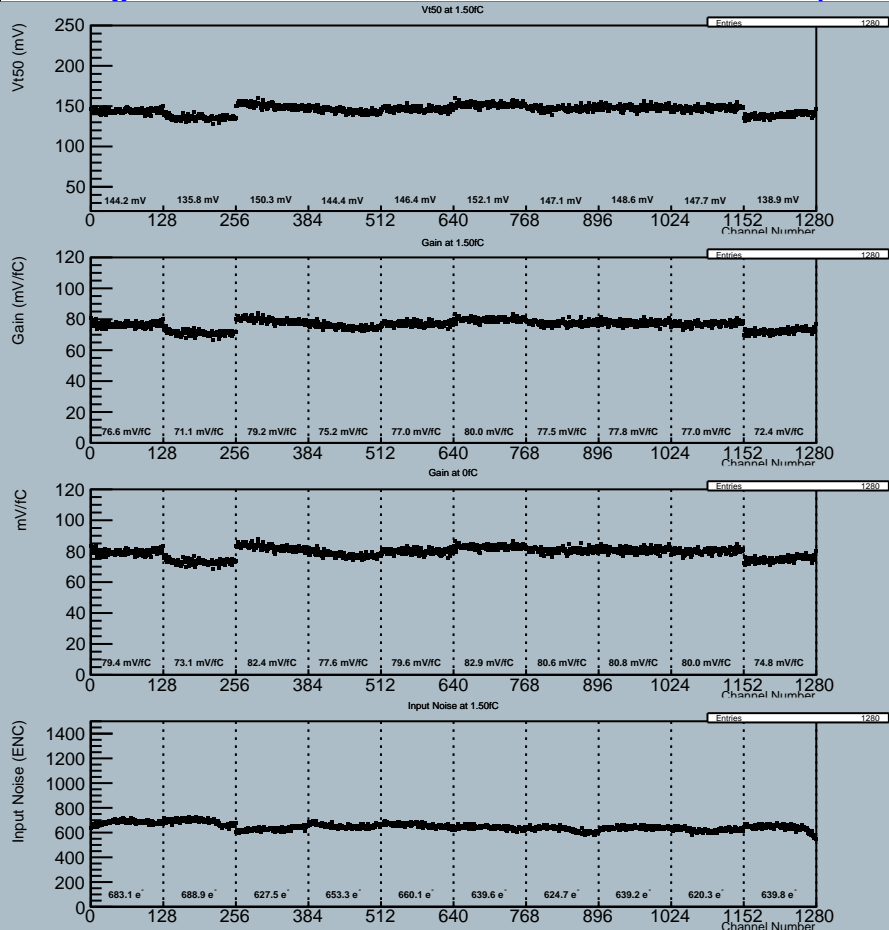 Vt50 at 1.50fC
Entries 1280
Vt50 (mV)
250
200
150
100
50
144.2 mV 135.8 mV 150.3 mV 144.4 mV 146.4 mV 152.1 mV 147.1 mV 148.6 mV 147.7 mV 138.9 mV
0 128 256 384 512 640 768 896 1024 1152 1280
Channel Number
Gain at 1.50fC
Entries 1280
Gain (mV/fC)
120
100
80
60
40
20
0
76.6 mV/fC 71.1 mV/fC 79.2 mV/fC 75.2 mV/fC 77.0 mV/fC 80.0 mV/fC 77.5 mV/fC 77.8 mV/fC 77.0 mV/fC 72.4 mV/fC
0 128 256 384 512 640 768 896 1024 1152 1280
Channel Number
Gain at 0fC
Entries 1280
mV/fC
120
100
80
60
40
20
0
79.4 mV/fC 73.1 mV/fC 82.4 mV/fC 77.6 mV/fC 79.6 mV/fC 82.9 mV/fC 80.6 mV/fC 80.8 mV/fC 80.0 mV/fC 74.8 mV/fC
0 128 256 384 512 640 768 896 1024 1152 1280
Channel Number
Input Noise at 1.50fC
Entries 1280
Input Noise (ENC)
1400
1200
1000
800
600
400
200
0
683.1 e⁻ 688.9 e⁻ 627.5 e⁻ 653.3 e⁻ 660.1 e⁻ 639.6 e⁻ 624.7 e⁻ 639.2 e⁻ 620.3 e⁻ 639.8 e⁻
0 128 256 384 512 640 768 896 1024 1152 1280
Channel Number